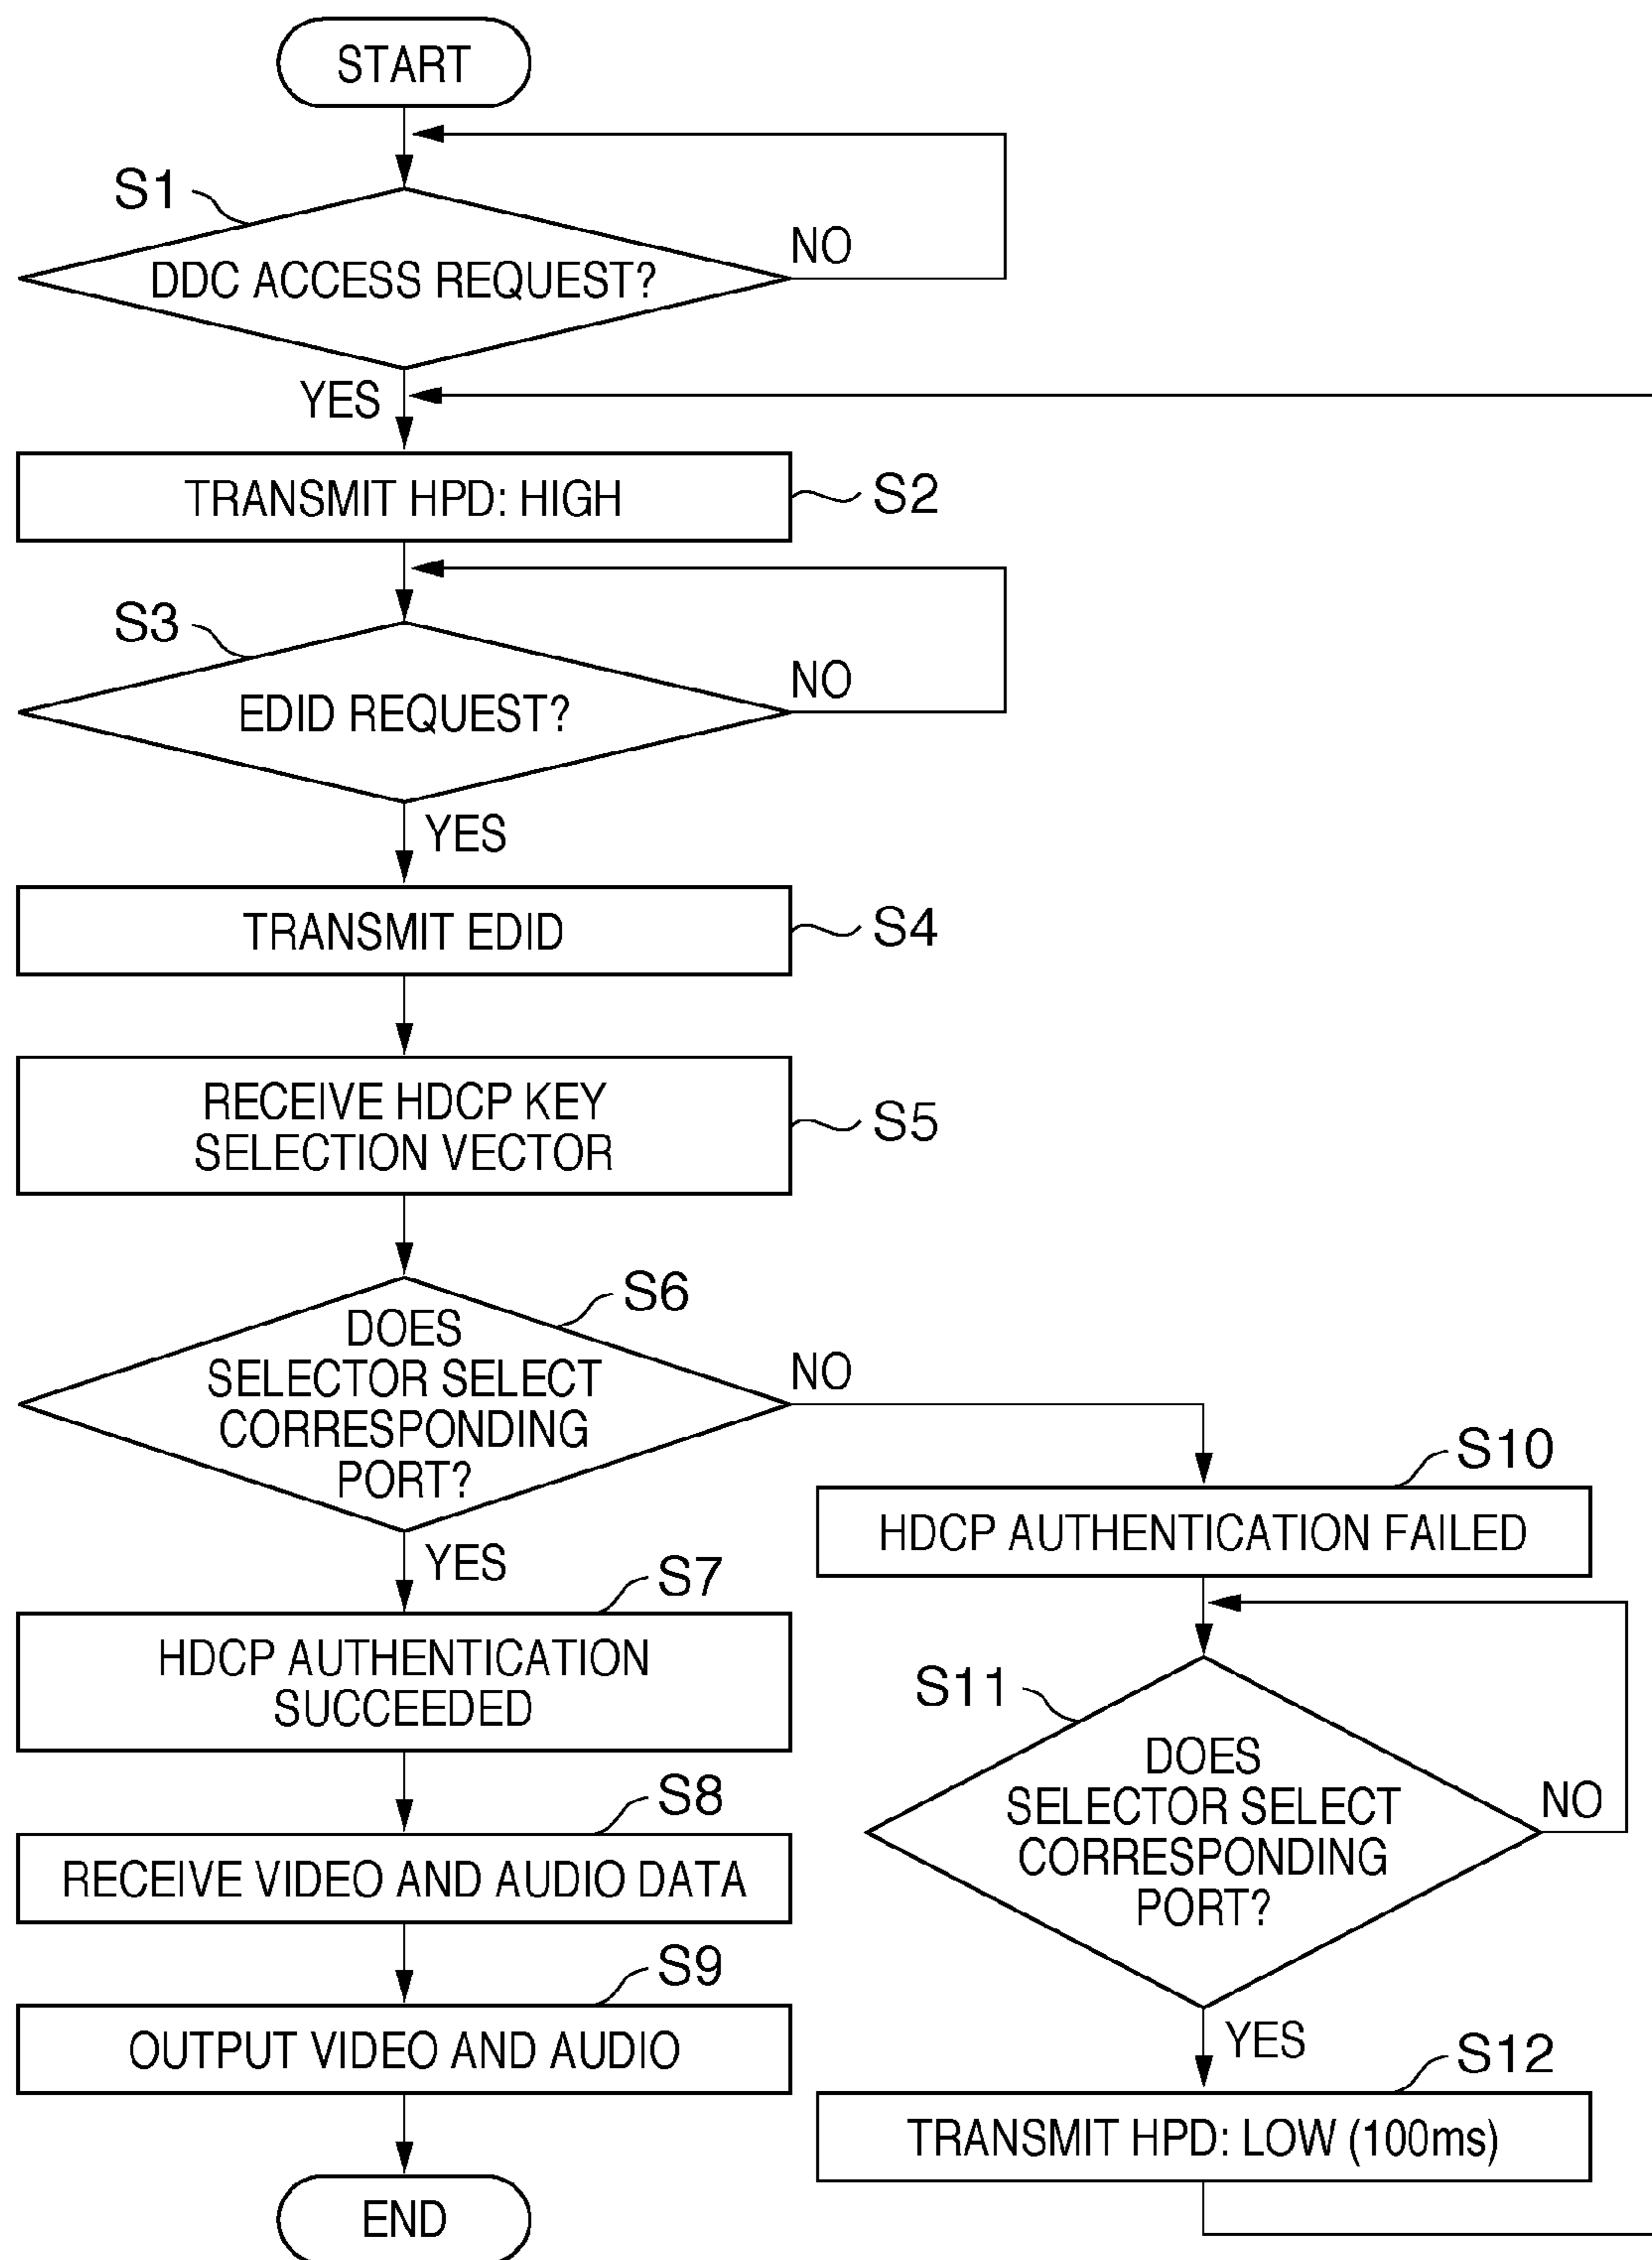 START
S1
DDC ACCESS REQUEST?
NO
YES
TRANSMIT HPD: HIGH
S2
S3
EDID REQUEST?
NO
YES
TRANSMIT EDID
S4
RECEIVE HDCP KEY
SELECTION VECTOR
S5
S6
DOES
SELECTOR SELECT
CORRESPONDING
PORT?
NO
YES
S7
HDCP AUTHENTICATION
SUCCEEDED
S8
RECEIVE VIDEO AND AUDIO DATA
S9
OUTPUT VIDEO AND AUDIO
END
S10
HDCP AUTHENTICATION FAILED
S11
DOES
SELECTOR SELECT
CORRESPONDING
PORT?
NO
YES
S12
TRANSMIT HPD: LOW (100ms)